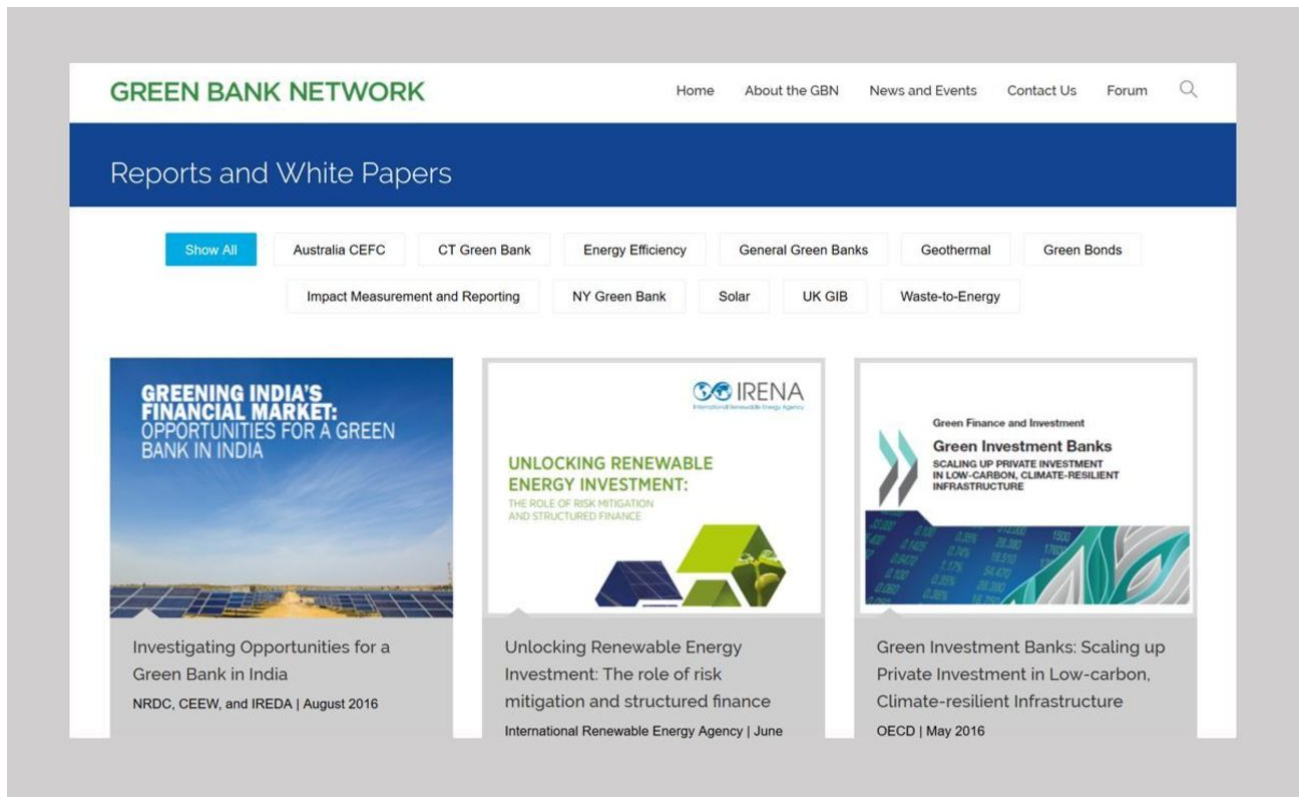 GREEN BANK NETWORK
Home About the GBN News and Events Contact Us Forum
Reports and White Papers
Show All Australia CEFC CT Green Bank Energy Efficiency General Green Banks Geothermal Green Bonds
Impact Measurement and Reporting NY Green Bank Solar UK GIB Waste-to-Energy
GREENING INDIA'S
FINANCIAL MARKET:
OPPORTUNITIES FOR A GREEN
BANK IN INDIA
Investigating Opportunities for a
Green Bank in India
NRDC, CEEW, and IREDA | August 2016
IRENA
International Renewable Energy Agency
UNLOCKING RENEWABLE
ENERGY INVESTMENT:
THE ROLE OF RISK MITIGATION
AND STRUCTURED FINANCE
Unlocking Renewable Energy
Investment: The role of risk
mitigation and structured finance
International Renewable Energy Agency | June
Green Finance and Investment
Green Investment Banks
SCALING UP PRIVATE INVESTMENT
IN LOW-CARBON, CLIMATE-RESILIENT
INFRASTRUCTURE
Green Investment Banks: Scaling up
Private Investment in Low-carbon,
Climate-resilient Infrastructure
OECD | May 2016